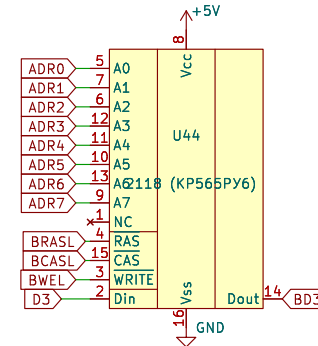 +5V
8
Vcc
ADR0 5 A0
ADR1 7 A1
ADR2 6 A2
ADR3 12 A3
U44
ADR4 11 A4
ADR5 10 A5
ADR6 13 A6 2118 (КР565РУ6)
ADR7 9 A7
1 NC
BRASL 4 RAS
BCASL 15 CAS
BWEL 3 WRITE
D3 2 Din Vss Dout 14 BD3
16 GND